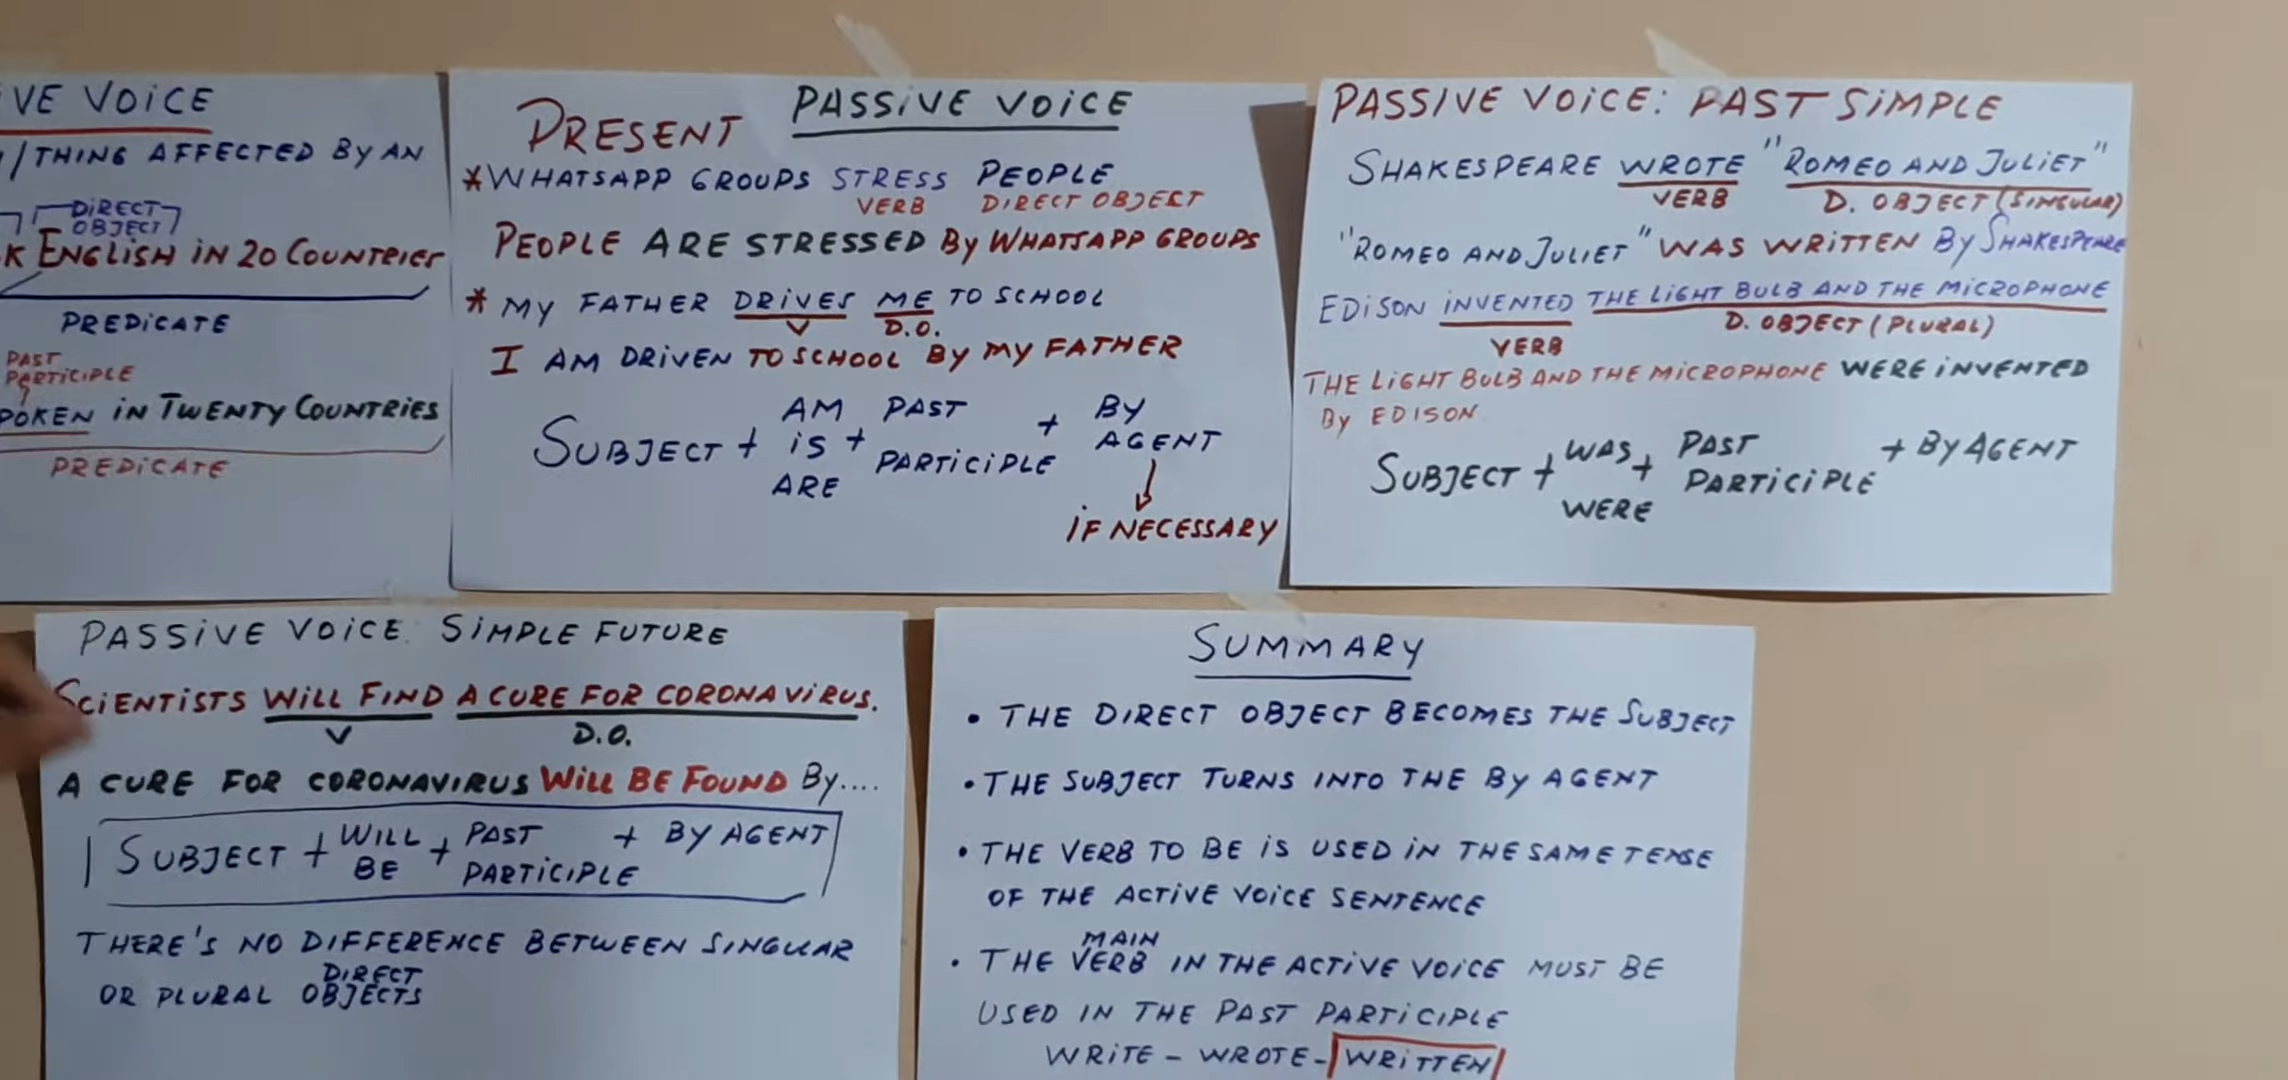 VE VOICE
/THING AFFECTED BY AN
DIRECT
OBJECT
K ENGLISH IN 20 COUNTRIES
PREDICATE
PAST
PARTICIPLE
POKEN IN TWENTY COUNTRIES
PREDICATE
PRESENT PASSIVE VOICE
*WHATSAPP GROUPS STRESS PEOPLE
VERB DIRECT OBJECT
PEOPLE ARE STRESSED BY WHATSAPP GROUPS
* MY FATHER DRIVES ME TO SCHOOL
V D.O.
I AM DRIVEN TO SCHOOL BY MY FATHER
AM PAST BY
SUBJECT + IS + PARTICIPLE + AGENT
ARE
IF NECESSARY
PASSIVE VOICE: PAST SIMPLE
SHAKESPEARE WROTE "ROMEO AND JULIET"
VERB D. OBJECT (SINGULAR)
"ROMEO AND JULIET" WAS WRITTEN BY SHAKESPEARE
EDISON INVENTED THE LIGHT BULB AND THE MICROPHONE
VERB D. OBJECT (PLURAL)
THE LIGHT BULB AND THE MICROPHONE WERE INVENTED
BY EDISON
WAS PAST
SUBJECT + + PARTICIPLE + BY AGENT
WERE
PASSIVE VOICE: SIMPLE FUTURE
SCIENTISTS WILL FIND A CURE FOR CORONAVIRUS.
V D.O.
A CURE FOR CORONAVIRUS WILL BE FOUND BY....
WILL PAST + BY AGENT
SUBJECT + BE + PARTICIPLE
THERE'S NO DIFFERENCE BETWEEN SINGULAR
DIRECT
OR PLURAL OBJECTS
SUMMARY
• THE DIRECT OBJECT BECOMES THE SUBJECT
• THE SUBJECT TURNS INTO THE BY AGENT
• THE VERB TO BE IS USED IN THE SAME TENSE
OF THE ACTIVE VOICE SENTENCE
MAIN
• THE VERB IN THE ACTIVE VOICE MUST BE
USED IN THE PAST PARTICIPLE
WRITE - WROTE - WRITTEN